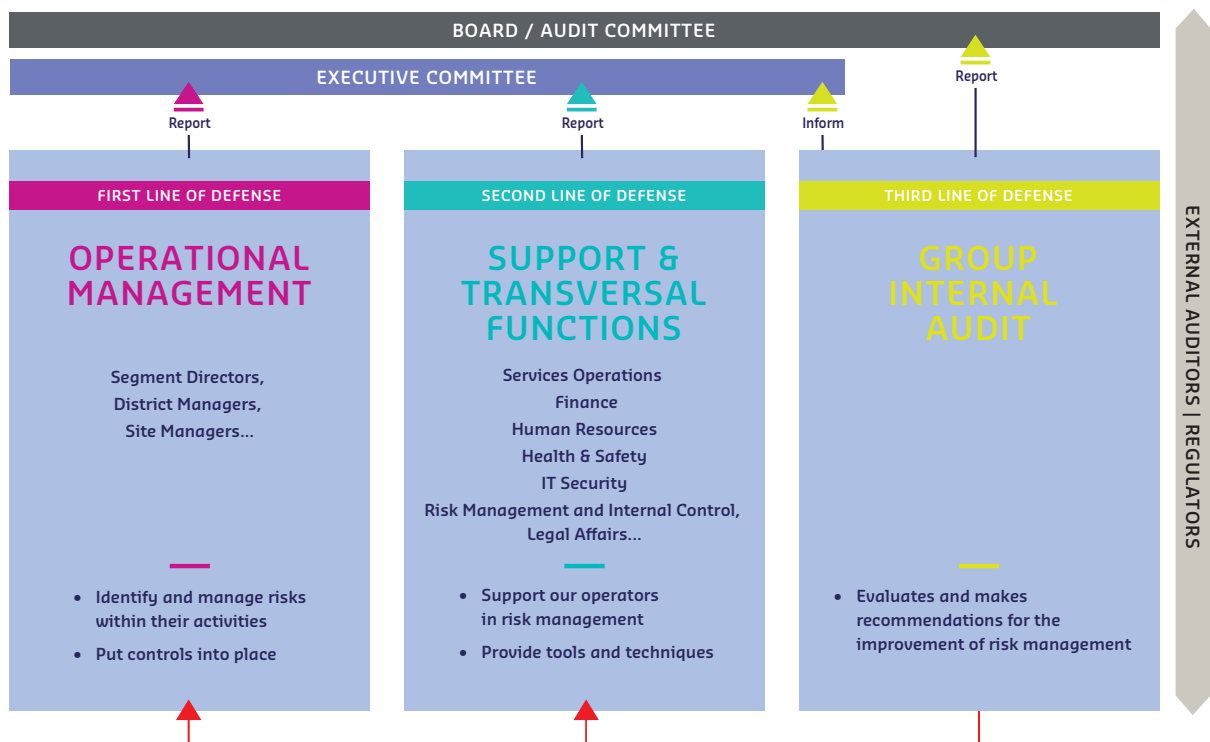 BOARD / AUDIT COMMITTEE
EXECUTIVE COMMITTEE
Report
Report
Report
Inform
FIRST LINE OF DEFENSE
OPERATIONAL
MANAGEMENT
Segment Directors,
District Managers,
Site Managers...
• Identify and manage risks
within their activities
• Put controls into place
SECOND LINE OF DEFENSE
SUPPORT &
TRANSVERSAL
FUNCTIONS
Services Operations
Finance
Human Resources
Health & Safety
IT Security
Risk Management and Internal Control,
Legal Affairs...
• Support our operators
in risk management
• Provide tools and techniques
THIRD LINE OF DEFENSE
GROUP
INTERNAL
AUDIT
• Evaluates and makes
recommendations for the
improvement of risk management
EXTERNAL AUDITORS | REGULATORS